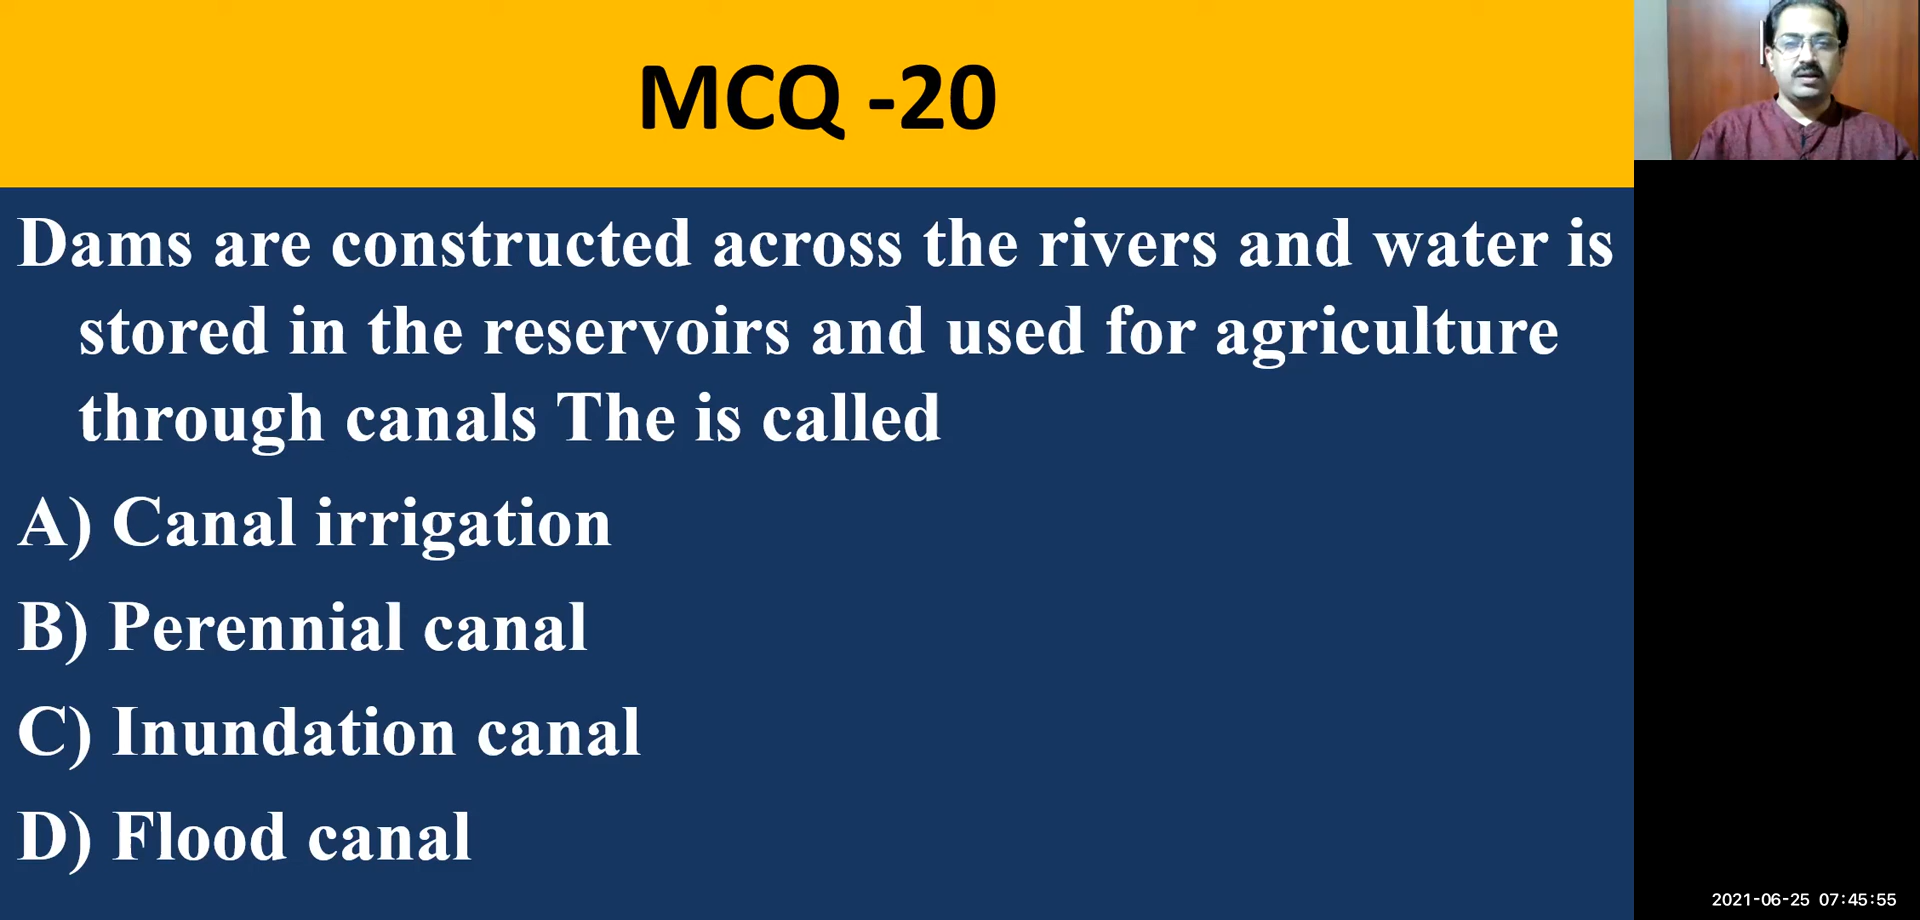 MCQ -20
Dams are constructed across the rivers and water is
stored in the reservoirs and used for agriculture
through canals The is called
A) Canal irrigation
B) Perennial canal
C) Inundation canal
D) Flood canal
2021-06-25 07:45:55